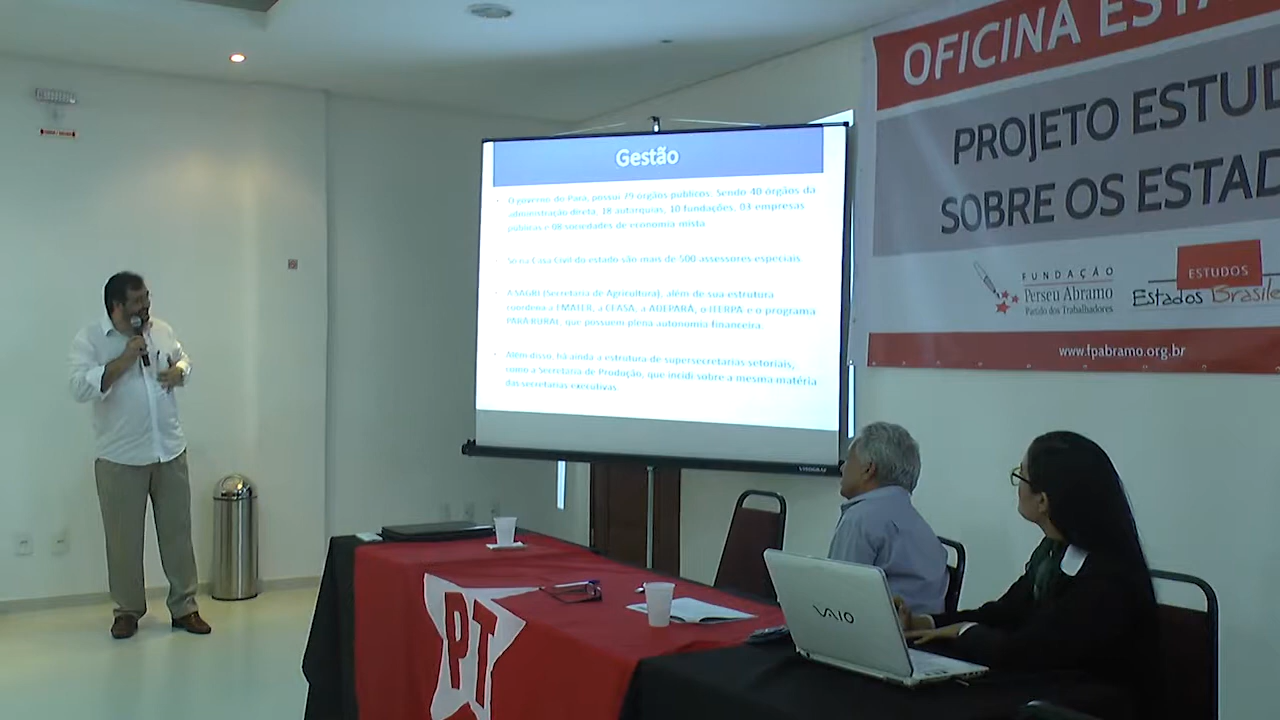 OFICINA ESTA
PROJETO ESTUD
SOBRE OS ESTAD
FUNDAÇÃO
Perseu Abramo
Partido dos Trabalhadores
ESTUDOS
Estados Brasile
www.fpabramo.org.br
Gestão
O governo do Pará, possui 79 órgãos públicos. Sendo 40 órgãos da
administração direta, 18 autarquias, 10 fundações, 03 empresas
públicas e 08 sociedades de economia mista.
Só na Casa Civil do estado são mais de 500 assessores especiais
A SAGRI (Secretaria de Agricultura), além de sua estrutura
coordena a EMATER, a CEASA, a ADEPARÁ, o ITERPA e o programa
PARÁ RURAL, que possuem plena autonomia financeira.
Além disso, há ainda a estrutura de supersecretarias setoriais,
como a Secretaria de Produção, que incidi sobre a mesma matéria
das secretarias executivas
PT
VAIO